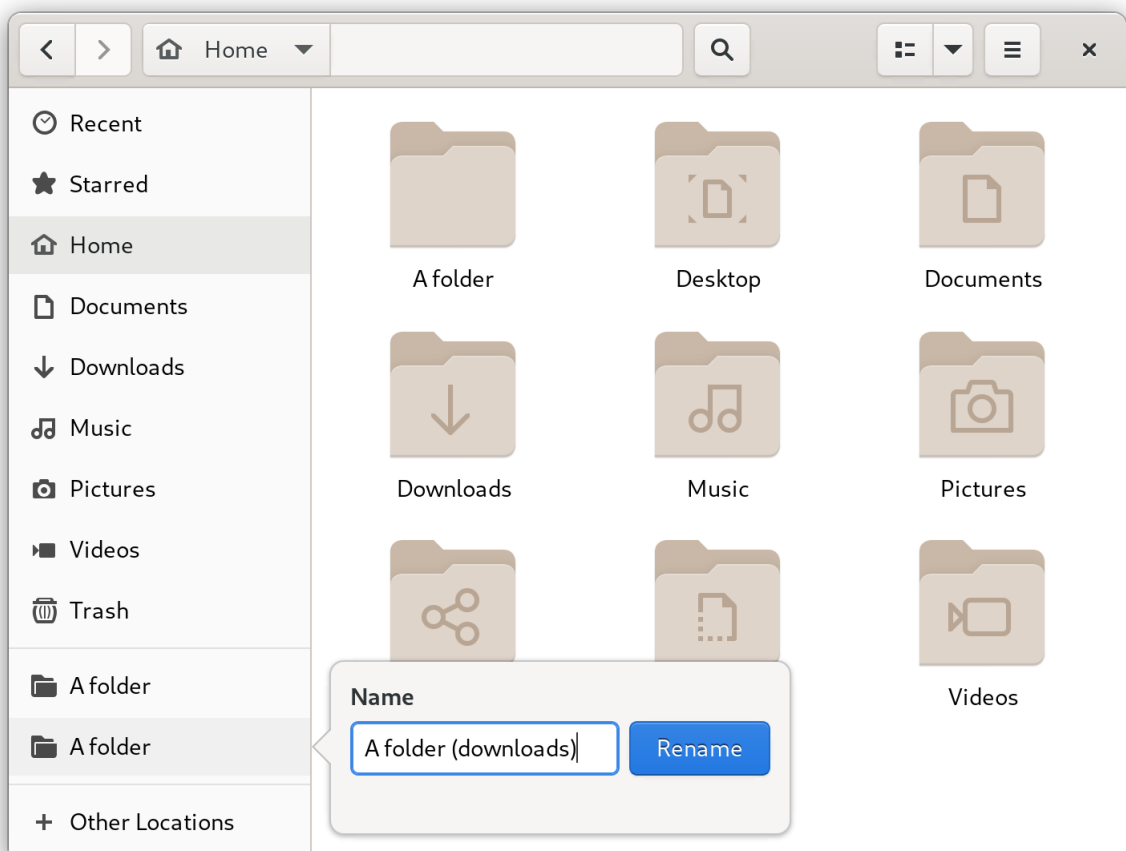 Home
Recent
Starred
Home
Documents
Downloads
Music
Pictures
Videos
Trash
A folder
A folder
Other Locations
A folder
Desktop
Documents
Downloads
Music
Pictures
Videos
Name
A folder (downloads)
Rename